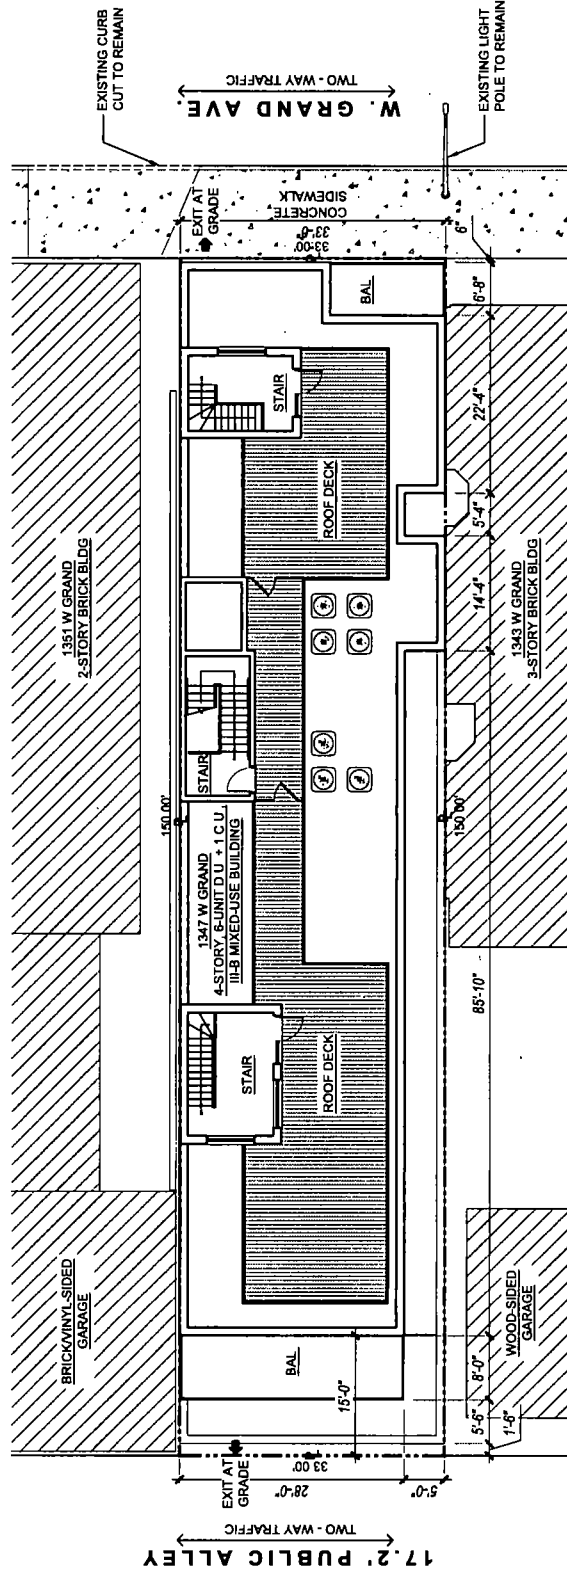 BRICK/VINYL-SIDED
GARAGE
1361 W GRAND
2-STORY BRICK BLDG
EXISTING CURB
CUT TO REMAIN
17.2' PUBLIC ALLEY
TWO - WAY TRAFFIC
EXIT AT
GRADE
33 00'
28'-0"
5'-0"
150 00'
1347 W GRAND
4-STORY, 6-UNIT D U + 1 C U
III-B MIXED-USE BUILDING
STAIR
STAIR
STAIR
ROOF DECK
ROOF DECK
BAL
BAL
15'-0"
EXIT AT
GRADE
33-00'
33'-0"
CONCRETE
SIDEWALK
TWO - WAY TRAFFIC
W. GRAND AVE.
150 00'
1'-6"
5'-6"
8'-0"
85'-10"
14'-4"
5'-4"
22'-4"
6'-8"
6"
WOOD-SIDED
GARAGE
1343 W GRAND
3-STORY BRICK BLDG
EXISTING LIGHT
POLE TO REMAIN